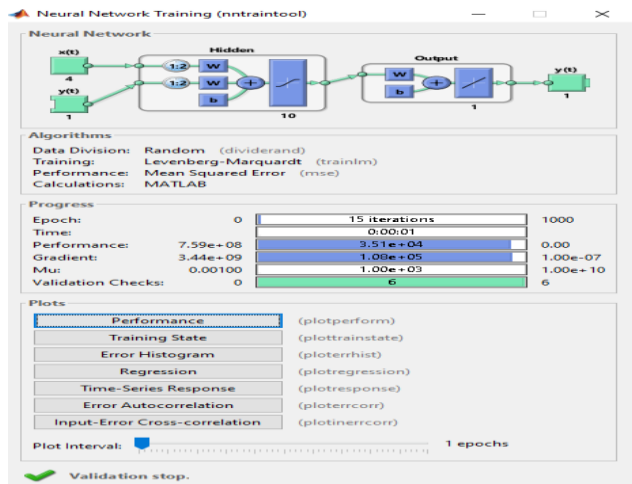 Neural Network Training (nntraintool)
Neural Network
Hidden
Output
x(t)
4
y(t)
1
1:2 W
1:2 W
b
+
10
W
b
+
1
y(t)
1
Algorithms
Data Division: Random (dividerand)
Training: Levenberg-Marquardt (trainlm)
Performance: Mean Squared Error (mse)
Calculations: MATLAB
Progress
Epoch: 0 15 iterations 1000
Time: 0:00:01
Performance: 7.59e+08 3.51e+04 0.00
Gradient: 3.44e+09 1.08e+05 1.00e-07
Mu: 0.00100 1.00e+03 1.00e+10
Validation Checks: 0 6 6
Plots
Performance (plotperform)
Training State (plottrainstate)
Error Histogram (ploterrhist)
Regression (plotregression)
Time-Series Response (plotresponse)
Error Autocorrelation (ploterrcorr)
Input-Error Cross-correlation (plotinerrcorr)
Plot Interval: 1 epochs
Validation stop.